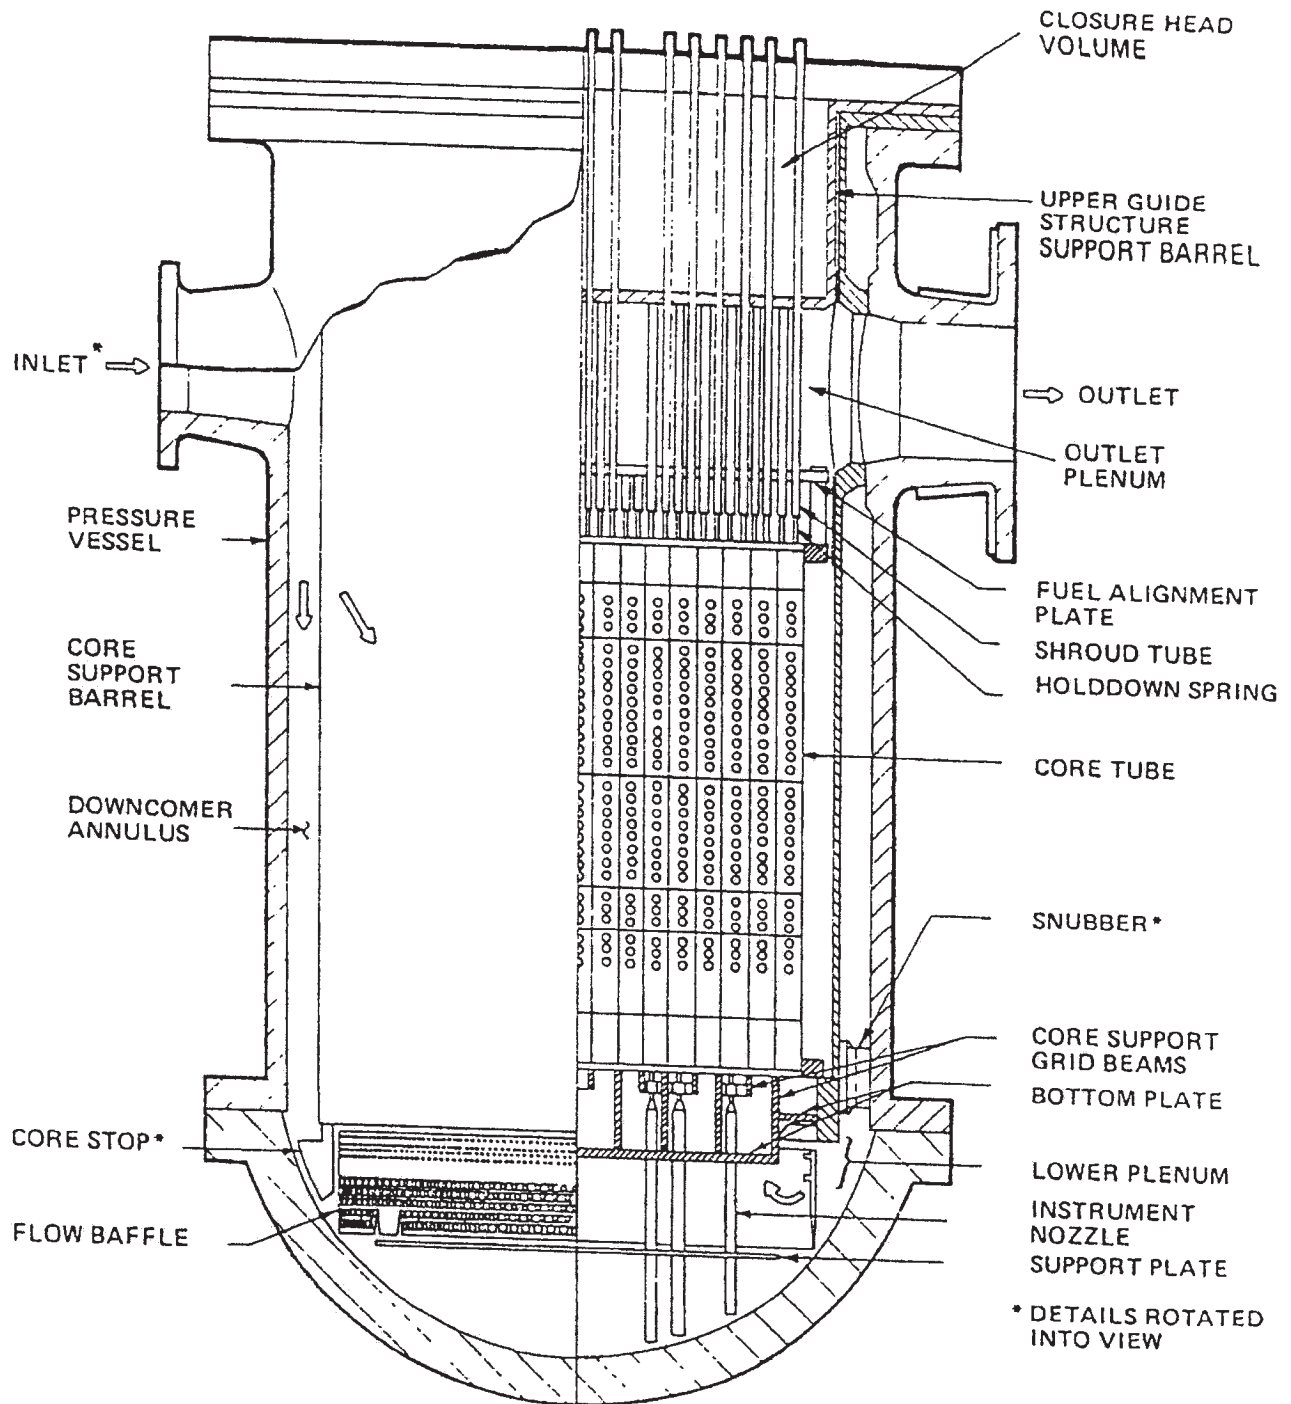 CLOSURE HEAD
VOLUME
UPPER GUIDE
STRUCTURE
SUPPORT BARREL
INLET*
OUTLET
OUTLET
PLENUM
PRESSURE
VESSEL
FUEL ALIGNMENT
PLATE
SHROUD TUBE
HOLDDOWN SPRING
CORE
SUPPORT
BARREL
CORE TUBE
DOWNCOMER
ANNULUS
SNUBBER*
CORE SUPPORT
GRID BEAMS
BOTTOM PLATE
CORE STOP*
LOWER PLENUM
INSTRUMENT
NOZZLE
FLOW BAFFLE
SUPPORT PLATE
* DETAILS ROTATED
INTO VIEW